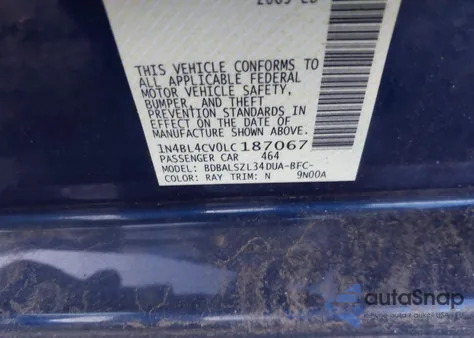 THIS VEHICLE CONFORMS TO
ALL APPLICABLE FEDERAL
MOTOR VEHICLE SAFETY,
BUMPER, AND THEFT
PREVENTION STANDARDS IN
EFFECT ON THE DATE OF
MANUFACTURE SHOWN ABOVE.
1N4BL4CV0LC187067
PASSENGER CAR 464
MODEL: BDBALSZL34DUA-BFC-
COLOR: RAY TRIM: N 9N00A
autoSnap